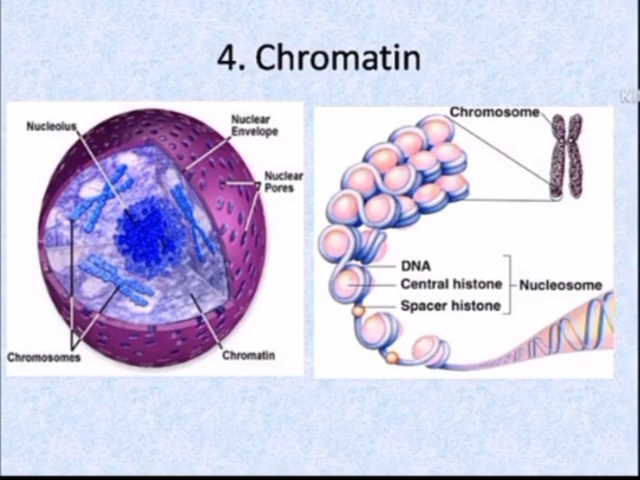 4. Chromatin
Nucleolus
Nuclear
Envelope
Nuclear
Pores
Chromosomes
Chromatin
Chromosome
DNA
Central histone
Spacer histone
Nucleosome